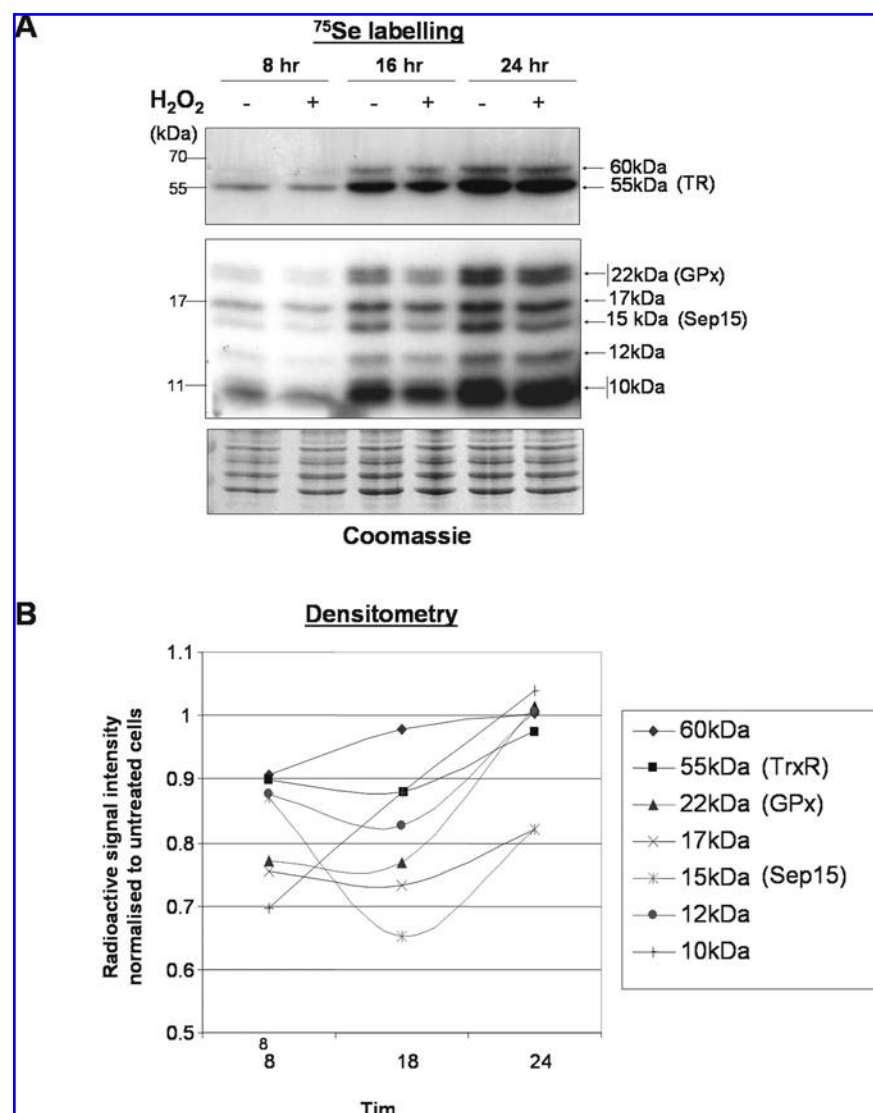 A
⁷⁵Se labelling
8 hr 16 hr 24 hr
H₂O₂ - + - + - +
(kDa)
70
60kDa
55 55kDa (TR)
22kDa (GPx)
17 17kDa
15 kDa (Sep15)
12kDa
11 10kDa
Coomassie
B
Densitometry
Radioactive signal intensity
normalised to untreated cells
1.1
1
0.9
0.8
0.7
0.6
0.5
8
8 18 24
Tim
60kDa
55kDa (TrxR)
22kDa (GPx)
17kDa
15kDa (Sep15)
12kDa
10kDa